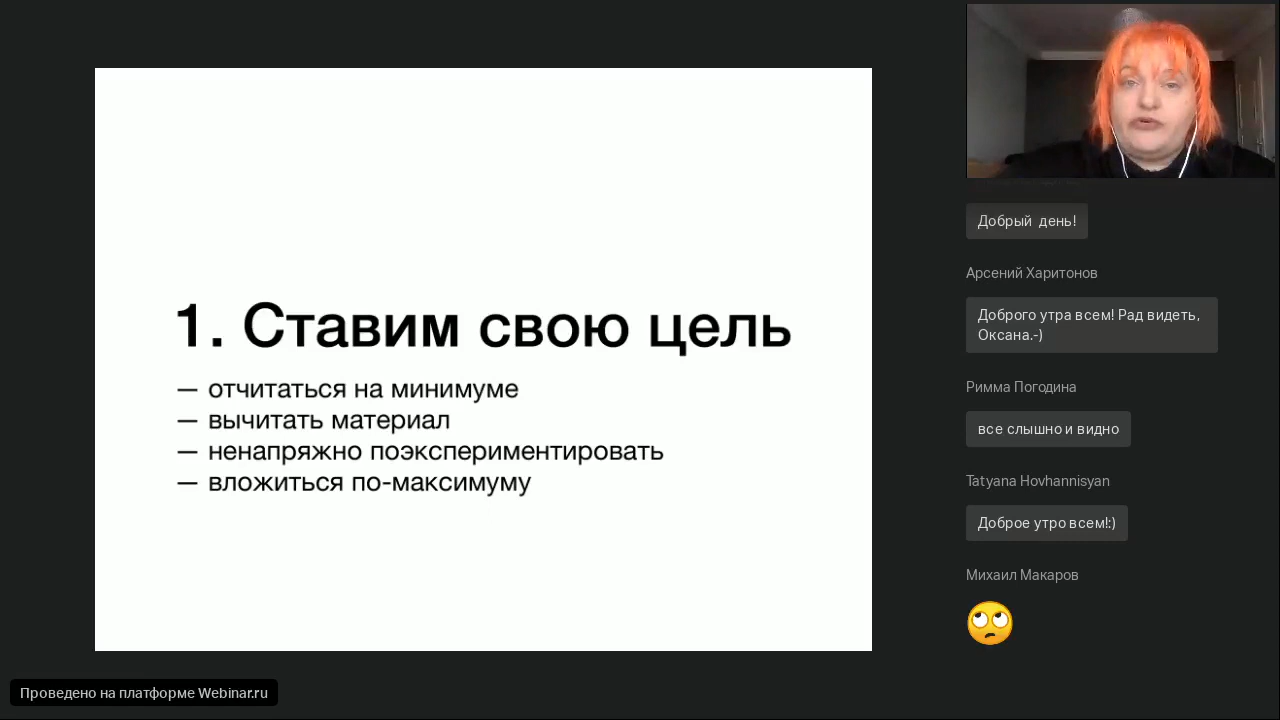 1. Ставим свою цель
— отчитаться на минимуме
— вычитать материал
— ненапряжно поэкспериментировать
— вложиться по-максимуму
Добрый день!
Арсений Харитонов
Доброго утра всем! Рад видеть,
Оксана.-)
Римма Погодина
все слышно и видно
Tatyana Hovhannisyan
Доброе утро всем!:)
Михаил Макаров
Проведено на платформе Webinar.ru